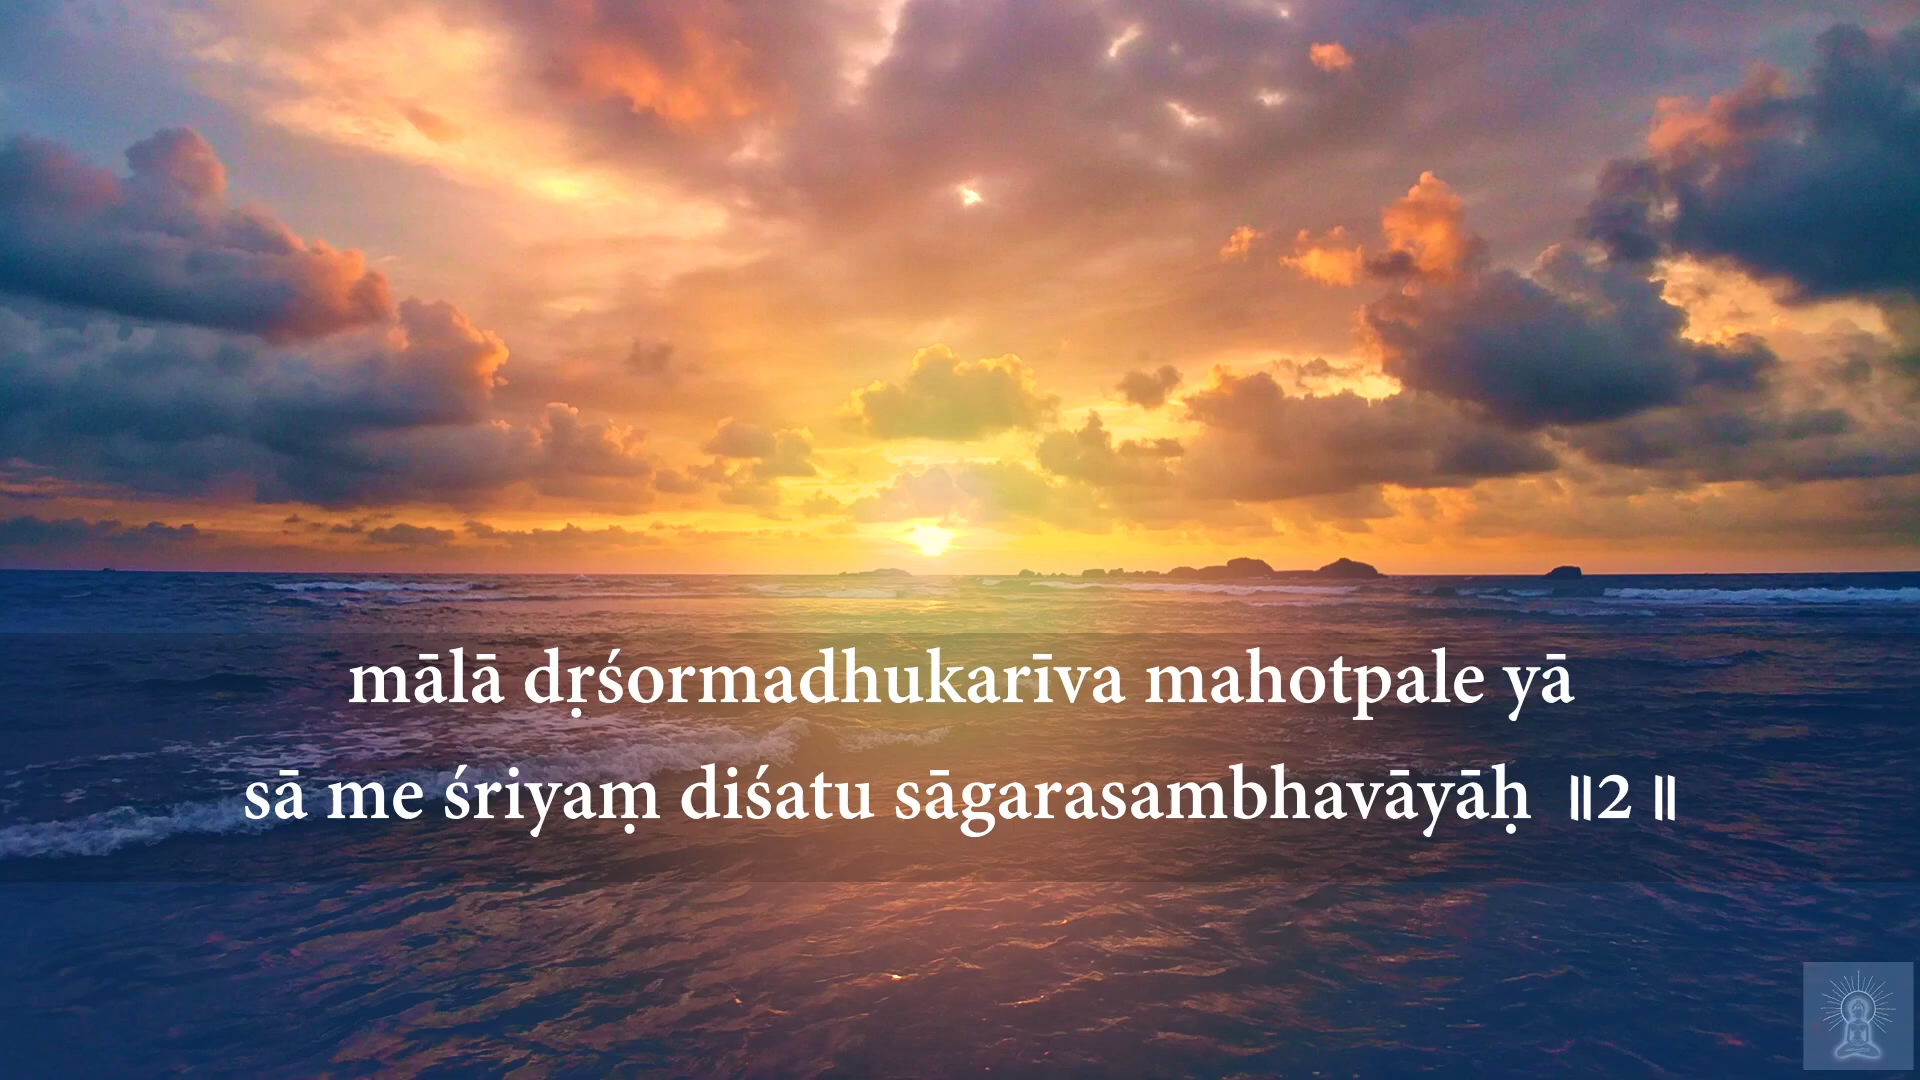 mālā dṛśormadhukarīva mahotpale yā
sā me śriyaṃ diśatu sāgarasambhavāyāḥ ॥2॥